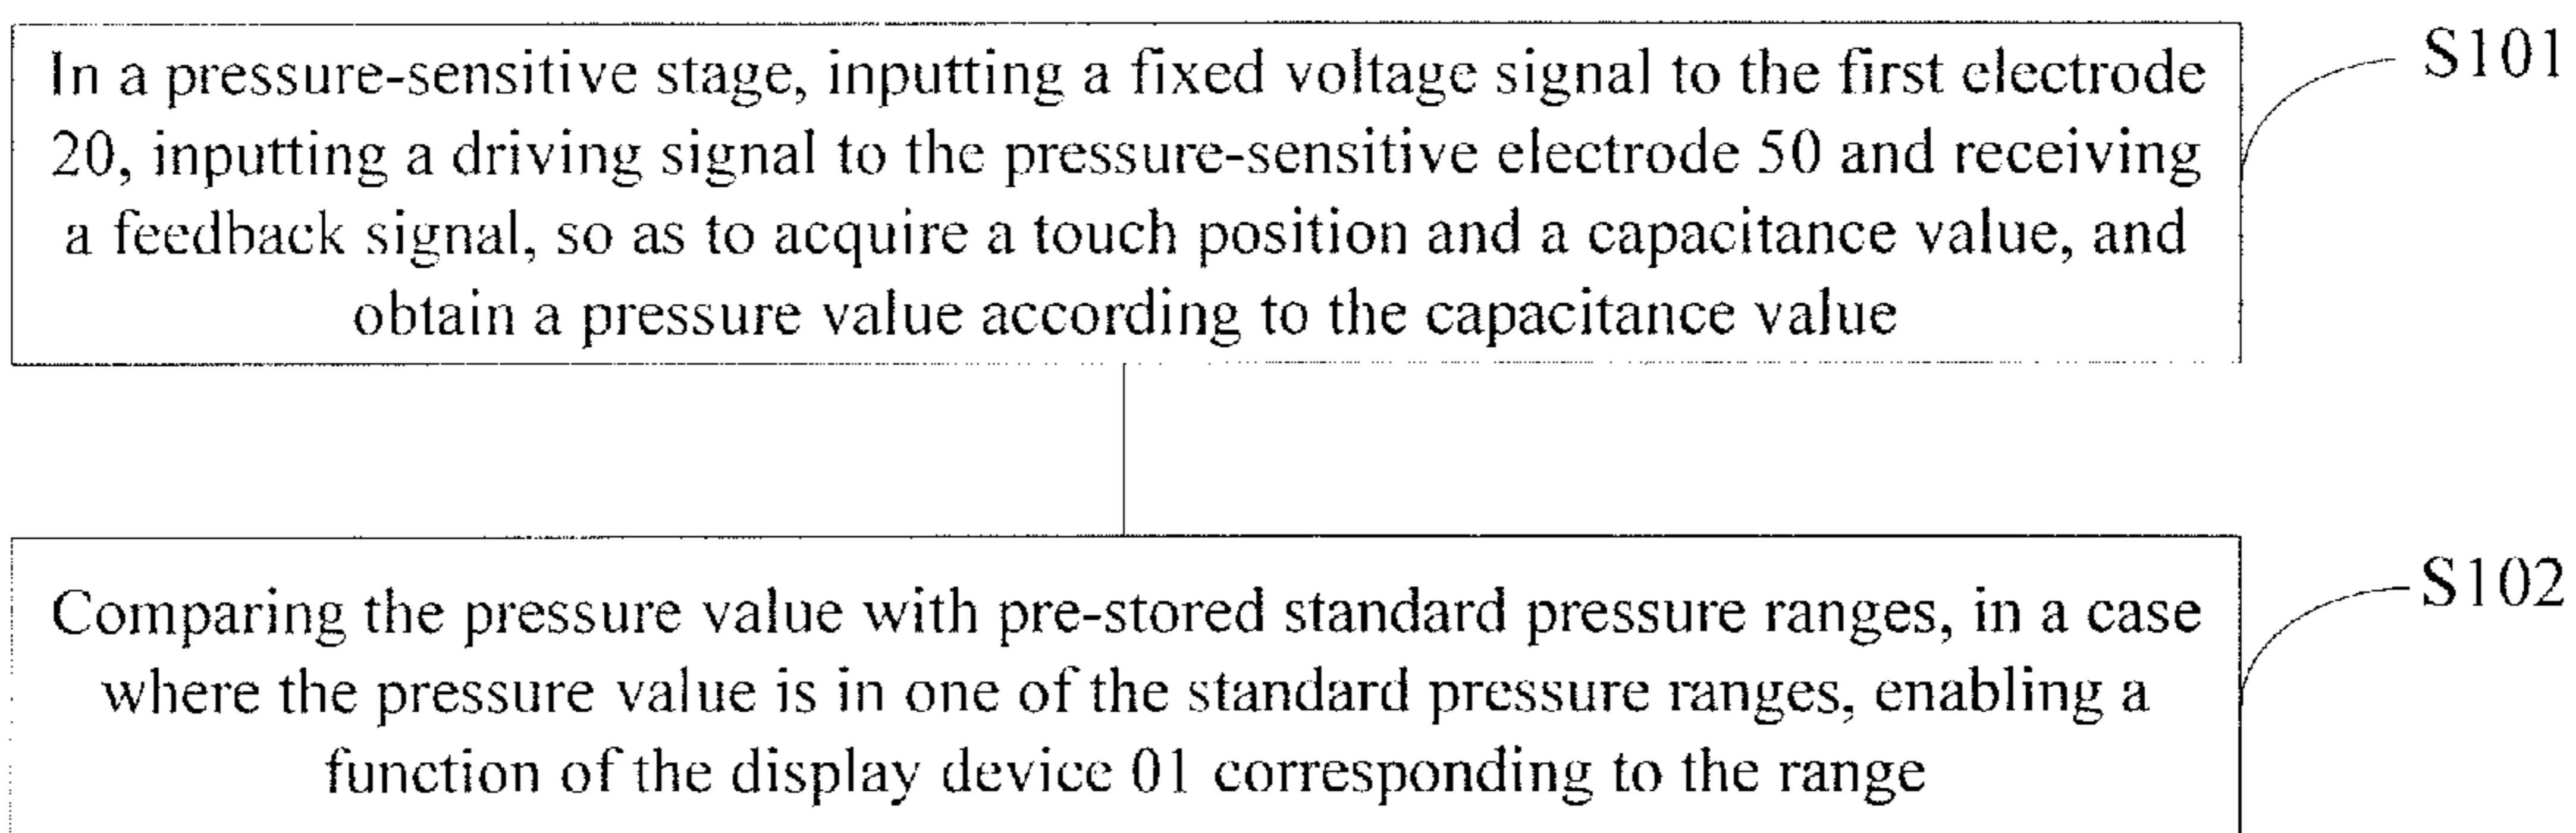 In a pressure-sensitive stage, inputting a fixed voltage signal to the first electrode
20, inputting a driving signal to the pressure-sensitive electrode 50 and receiving
a feedback signal, so as to acquire a touch position and a capacitance value, and
obtain a pressure value according to the capacitance value
S101
Comparing the pressure value with pre-stored standard pressure ranges, in a case
where the pressure value is in one of the standard pressure ranges, enabling a
function of the display device 01 corresponding to the range
S102